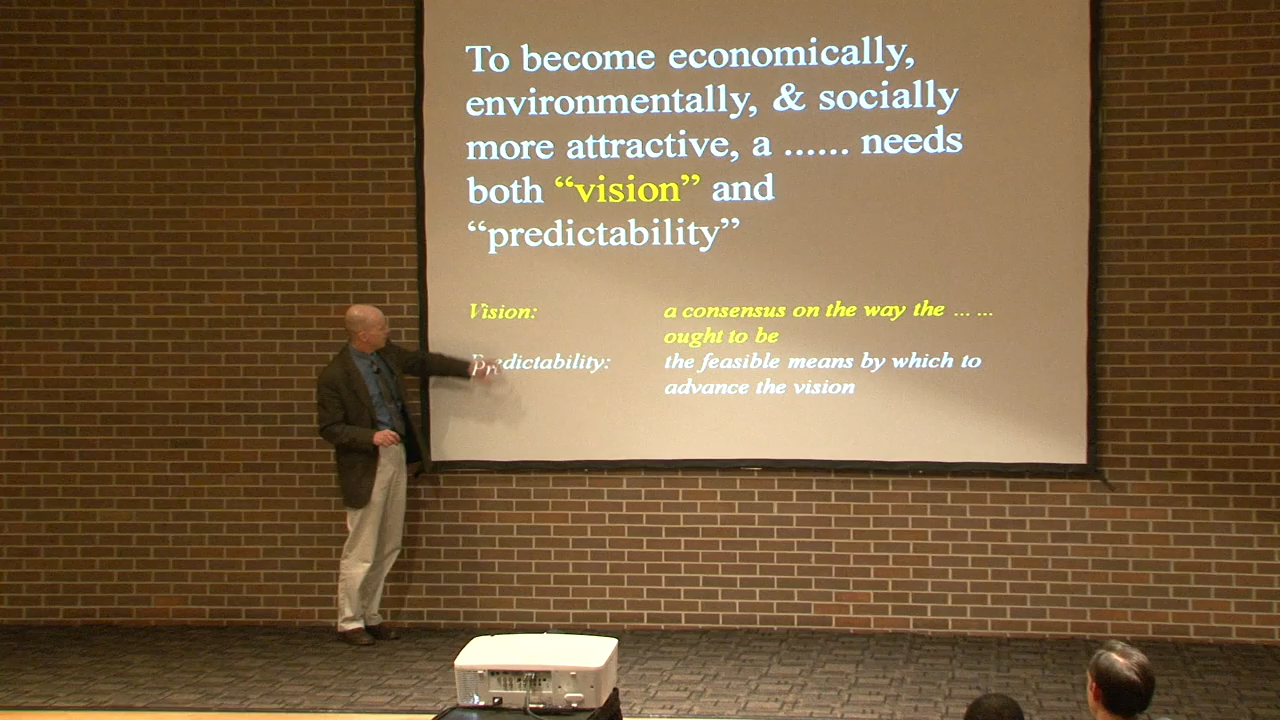 To become economically,
environmentally, & socially
more attractive, a ...... needs
both “vision” and
“predictability”
Vision: a consensus on the way the ... ...
ought to be
Predictability: the feasible means by which to
advance the vision